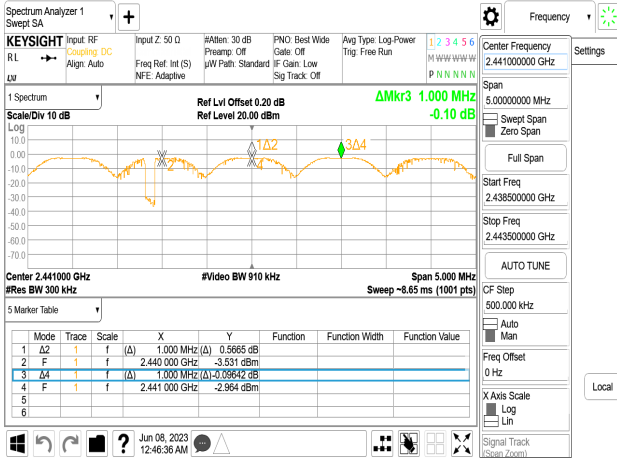 Spectrum Analyzer 1
Swept SA
Frequency
Settings
KEYSIGHT
RL
LXI
Input: RF
Coupling: DC
Align: Auto
Input Z: 50 Ω
Freq Ref: Int (S)
NFE: Adaptive
#Atten: 30 dB
Preamp: Off
µW Path: Standard
PNO: Best Wide
Gate: Off
IF Gain: Low
Sig Track: Off
Avg Type: Log-Power
Trig: Free Run
1 2 3 4 5 6
M W W W W W
P N N N N N
1 Spectrum
Scale/Div 10 dB
Ref Lvl Offset 0.20 dB
Ref Level 20.00 dBm
ΔMkr3 1.000 MHz
-0.10 dB
Log
10.0
0.00
-10.0
-20.0
-30.0
-40.0
-50.0
-60.0
-70.0
2
1Δ2
4
3Δ4
Center 2.441000 GHz
#Res BW 300 kHz
#Video BW 910 kHz
Span 5.000 MHz
Sweep ~8.65 ms (1001 pts)
5 Marker Table
Mode Trace Scale X Y Function Function Width Function Value
1 Δ2 1 f (Δ) 1.000 MHz (Δ) 0.5665 dB
2 F 1 f 2.440 000 GHz -3.531 dBm
3 Δ4 1 f (Δ) 1.000 MHz (Δ) -0.09642 dB
4 F 1 f 2.441 000 GHz -2.964 dBm
5
6
?
Jun 08, 2023
12:46:36 AM
Center Frequency
2.441000000 GHz
Span
5.00000000 MHz
Swept Span
Zero Span
Full Span
Start Freq
2.438500000 GHz
Stop Freq
2.443500000 GHz
AUTO TUNE
CF Step
500.000 kHz
Auto
Man
Freq Offset
0 Hz
X Axis Scale
Log
Lin
Signal Track
(Span Zoom)
Local